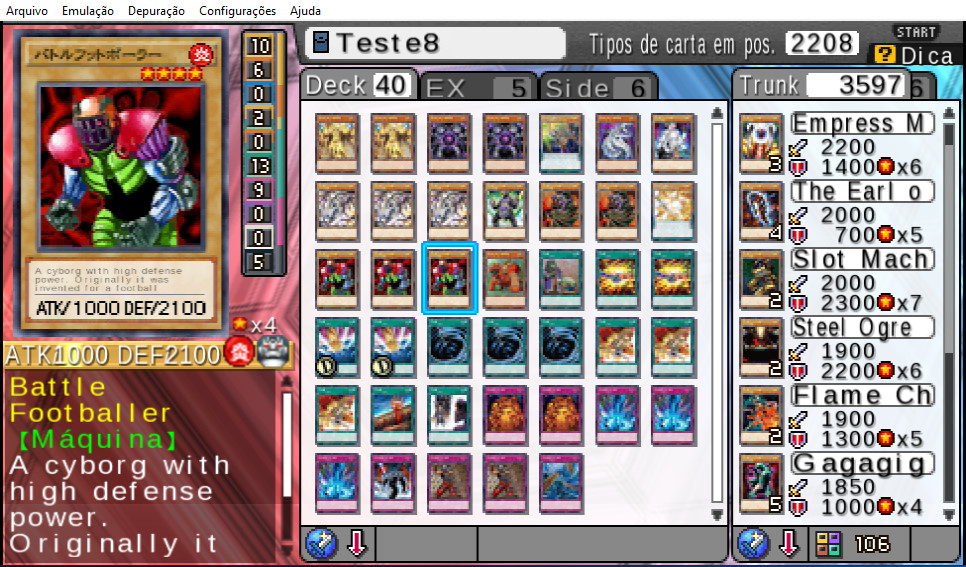 Arquivo Emulação Depuração Configurações Ajuda
バトルフットボーラー
A cyborg with high defense
power. Originally it was
invented for a football
ATK/1000 DEF/2100
x4
ATK1000 DEF2100
Battle
Footballer
【Máquina】
A cyborg with
high defense
power.
Originally it
10
6
0
2
0
13
9
0
0
5
Teste8
Tipos de carta em pos. 2208
START
? Dica
Deck 40
EX 5
Side 6
1
1
Trunk 3597
6
Empress M
2200
1400 x6
3
The Earl o
2000
700 x5
4
Slot Mach
2000
2300 x7
2
Steel Ogre
1900
2200 x6
2
Flame Ch
1900
1300 x5
2
Gagagig
1850
1000 x4
5
106